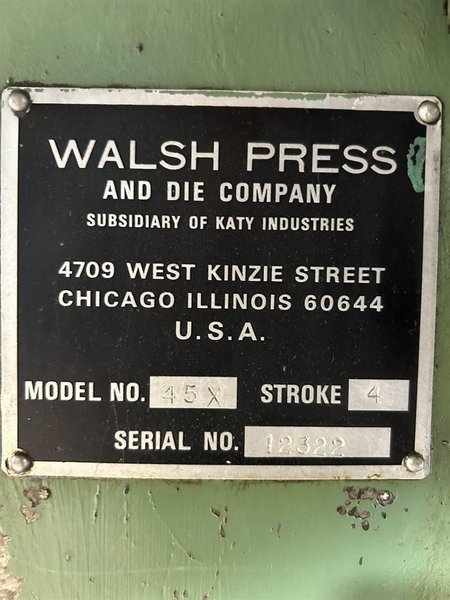 WALSH PRESS
AND DIE COMPANY
SUBSIDIARY OF KATY INDUSTRIES
4709 WEST KINZIE STREET
CHICAGO ILLINOIS 60644
U.S.A.
MODEL NO. 45X STROKE 4
SERIAL NO. 12322